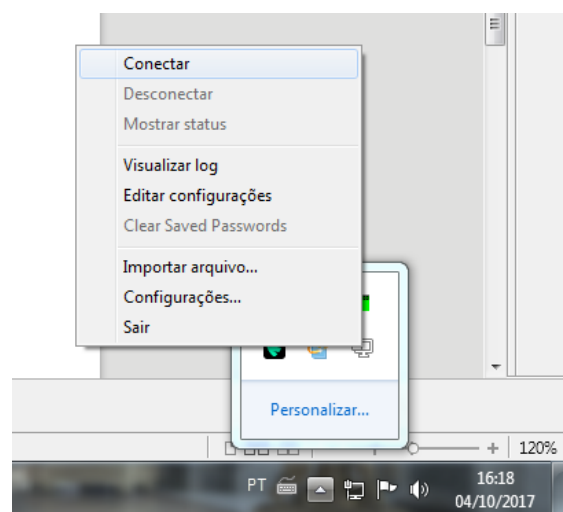 Conectar
Desconectar
Mostrar status
Visualizar log
Editar configurações
Clear Saved Passwords
Importar arquivo...
Configurações...
Sair
Personalizar...
120%
PT
16:18
04/10/2017